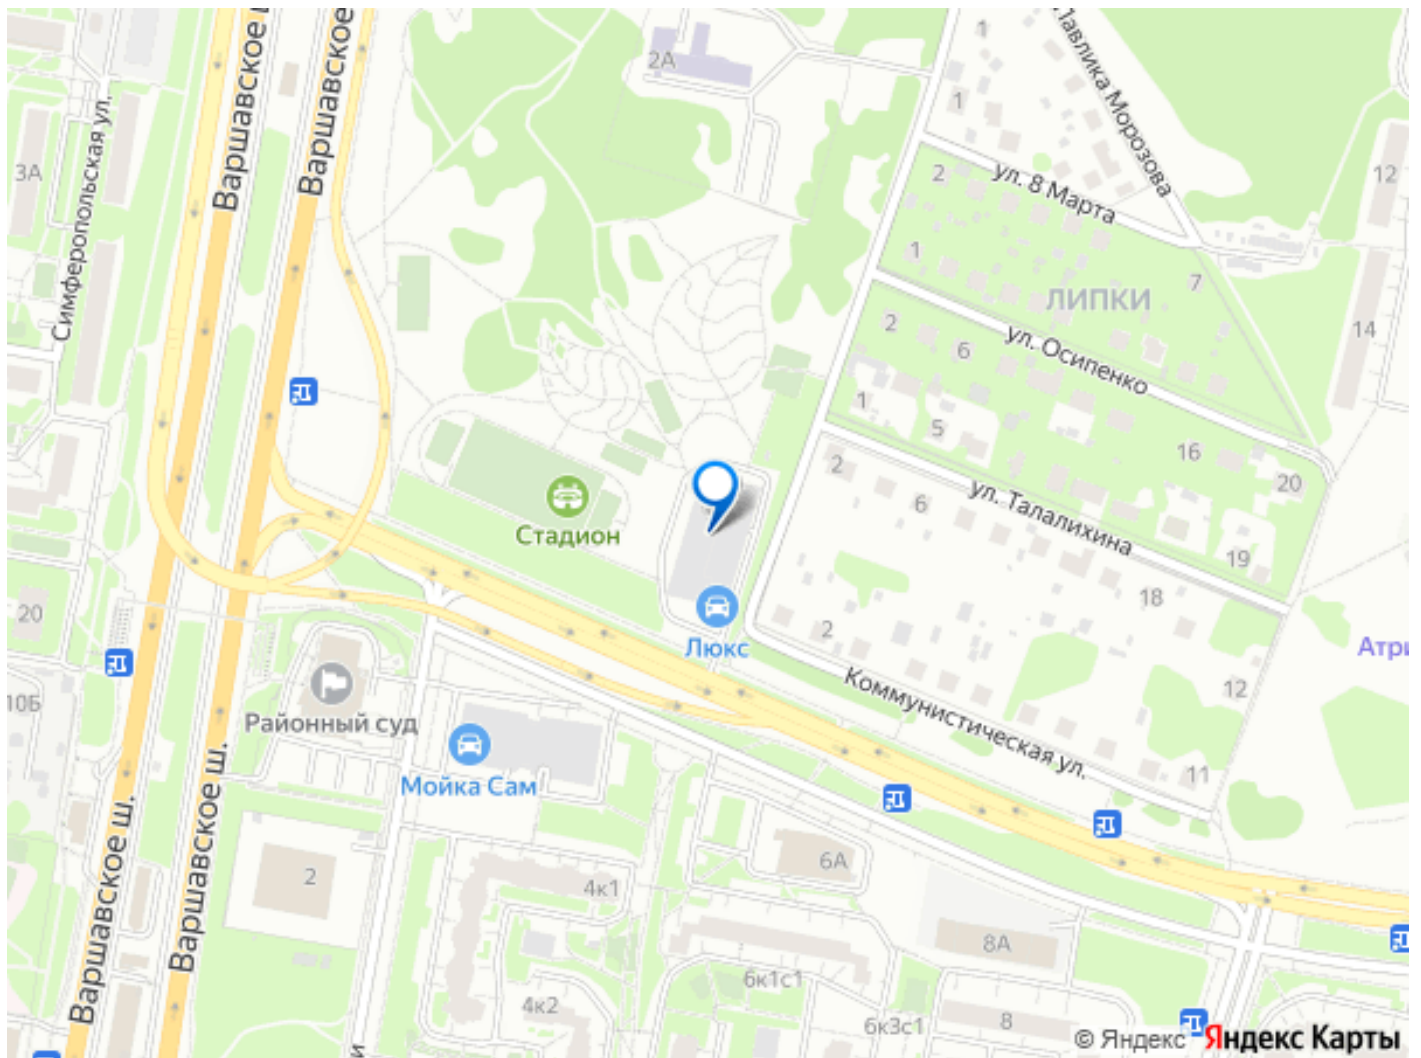 Варшавское
Варшавское
2А
1
1
Павлика Морозова
3А
Симферопольская ул.
12
2
ул. 8 Марта
1
7
ЛИПКИ
14
2
6
ул. Осипенко
1
5
16
20
2
6
ул. Талалихина
19
18
Стадион
Люкс
20
2
Коммунистическая ул.
12
11
Атри
10Б
Районный суд
Мойка Сам
Варшавское ш.
Варшавское ш.
2
4к1
6А
8А
6к1с1
4к2
6к3с1
8
и
© Яндекс Яндекс Карты